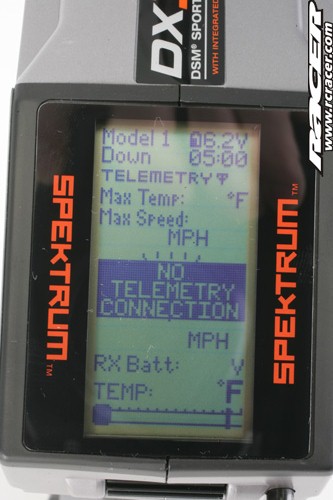 DX
DSM® SPORT
WITH INTEGRATED
RACER
www.rcracer.com
SPEKTRUM™
Model 1 06.2V
Down 05:00
TELEMETRY
Max Temp: °F
Max Speed:
MPH
NO
TELEMETRY
CONNECTION
MPH
RX Batt: V
TEMP: °F
SPEKTRUM™